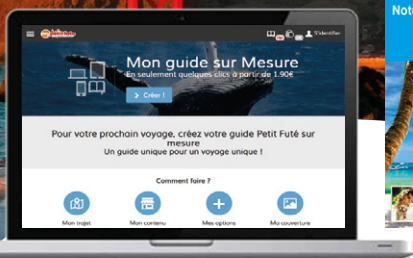 S'identifier
Notr
Mon guide sur Mesure
En seulement quelques clics à partir de 1.90€
> Créer !
Pour votre prochain voyage, créez votre guide Petit Futé sur
mesure
Un guide unique pour un voyage unique !
Comment faire ?
Mon trajet
Mon contenu
Mes options
Ma couverture